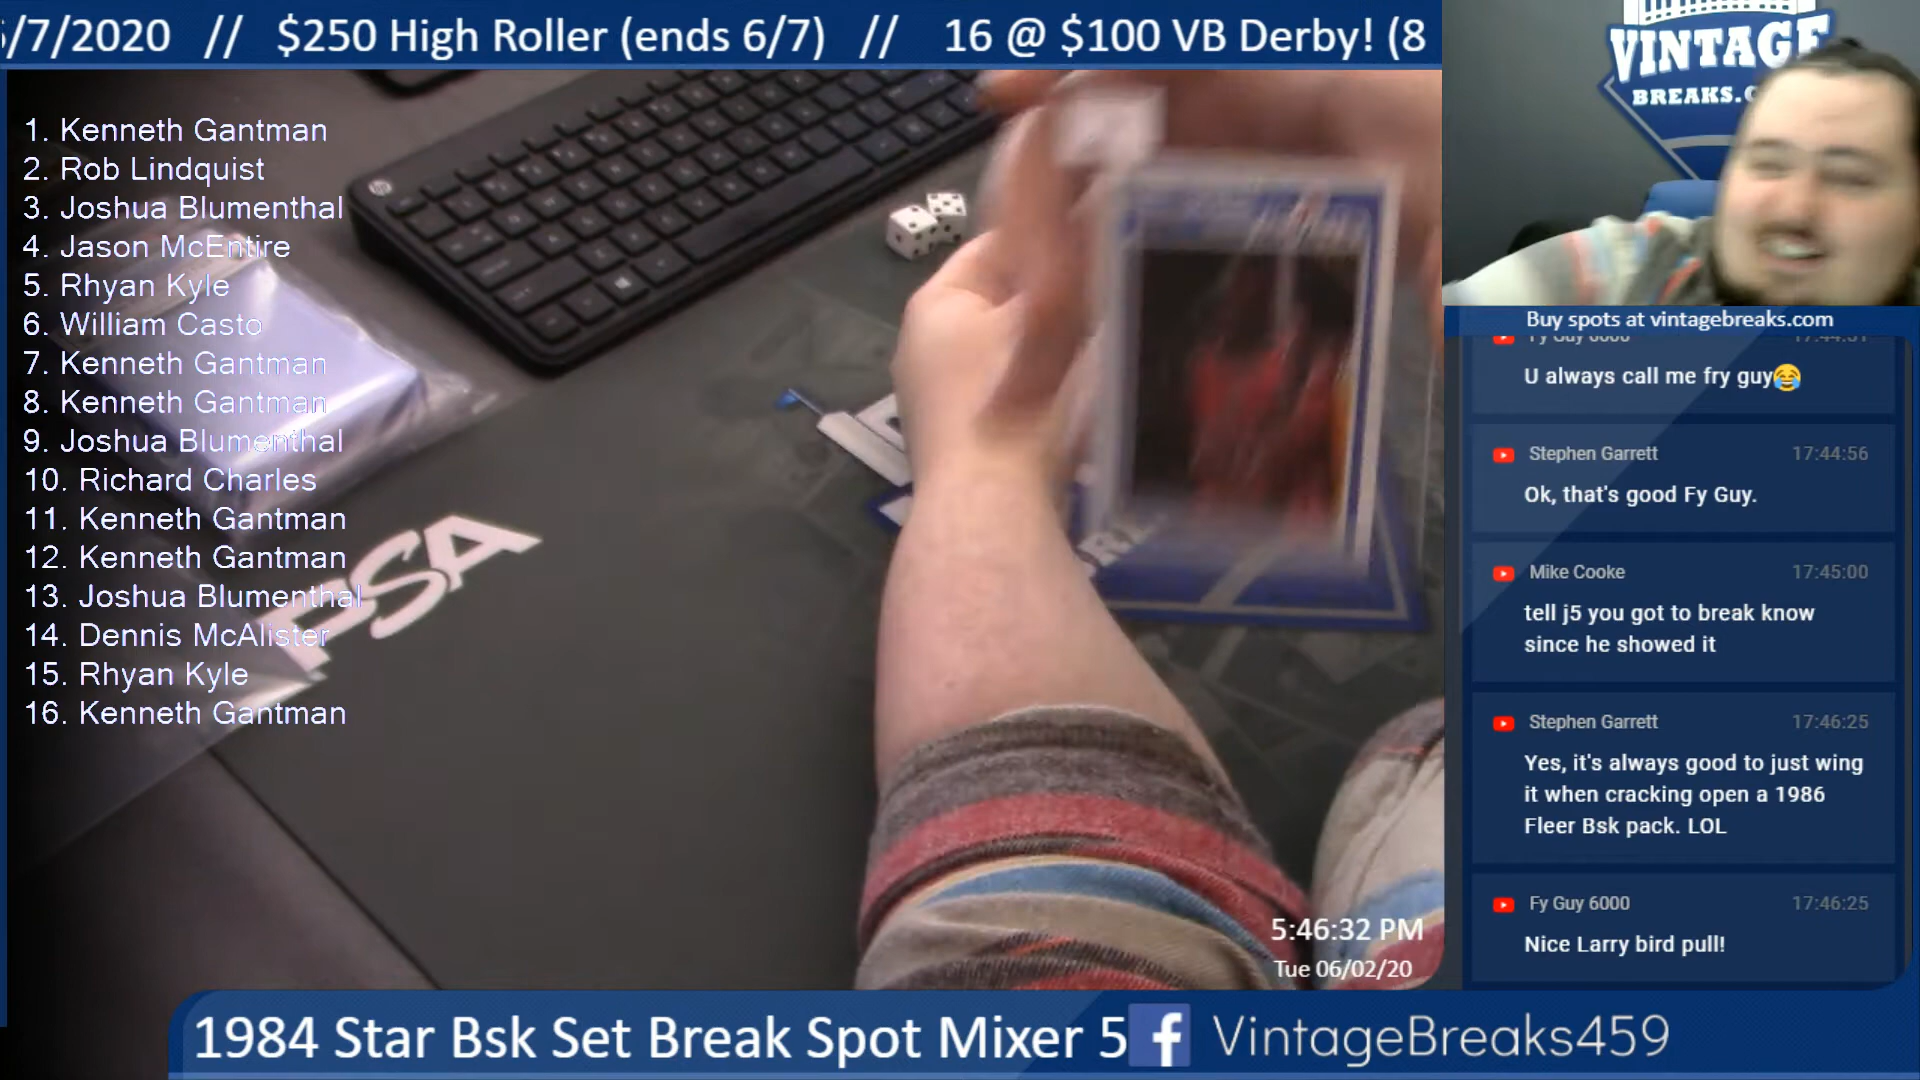 /7/2020 // $250 High Roller (ends 6/7) // 16 @ $100 VB Derby! (8
VINTAGE
BREAKS.C
1. Kenneth Gantman
2. Rob Lindquist
3. Joshua Blumenthal
4. Jason McEntire
5. Rhyan Kyle
6. William Casto
7. Kenneth Gantman
8. Kenneth Gantman
9. Joshua Blumenthal
10. Richard Charles
11. Kenneth Gantman
12. Kenneth Gantman
13. Joshua Blumenthal
14. Dennis McAlister
15. Rhyan Kyle
16. Kenneth Gantman
PSA
Buy spots at vintagebreaks.com
Fy Guy 6000 17:44:51
U always call me fry guy😂
Stephen Garrett 17:44:56
Ok, that's good Fy Guy.
Mike Cooke 17:45:00
tell j5 you got to break know
since he showed it
Stephen Garrett 17:46:25
Yes, it's always good to just wing
it when cracking open a 1986
Fleer Bsk pack. LOL
Fy Guy 6000 17:46:25
Nice Larry bird pull!
5:46:32 PM
Tue 06/02/20
1984 Star Bsk Set Break Spot Mixer 5 f VintageBreaks459